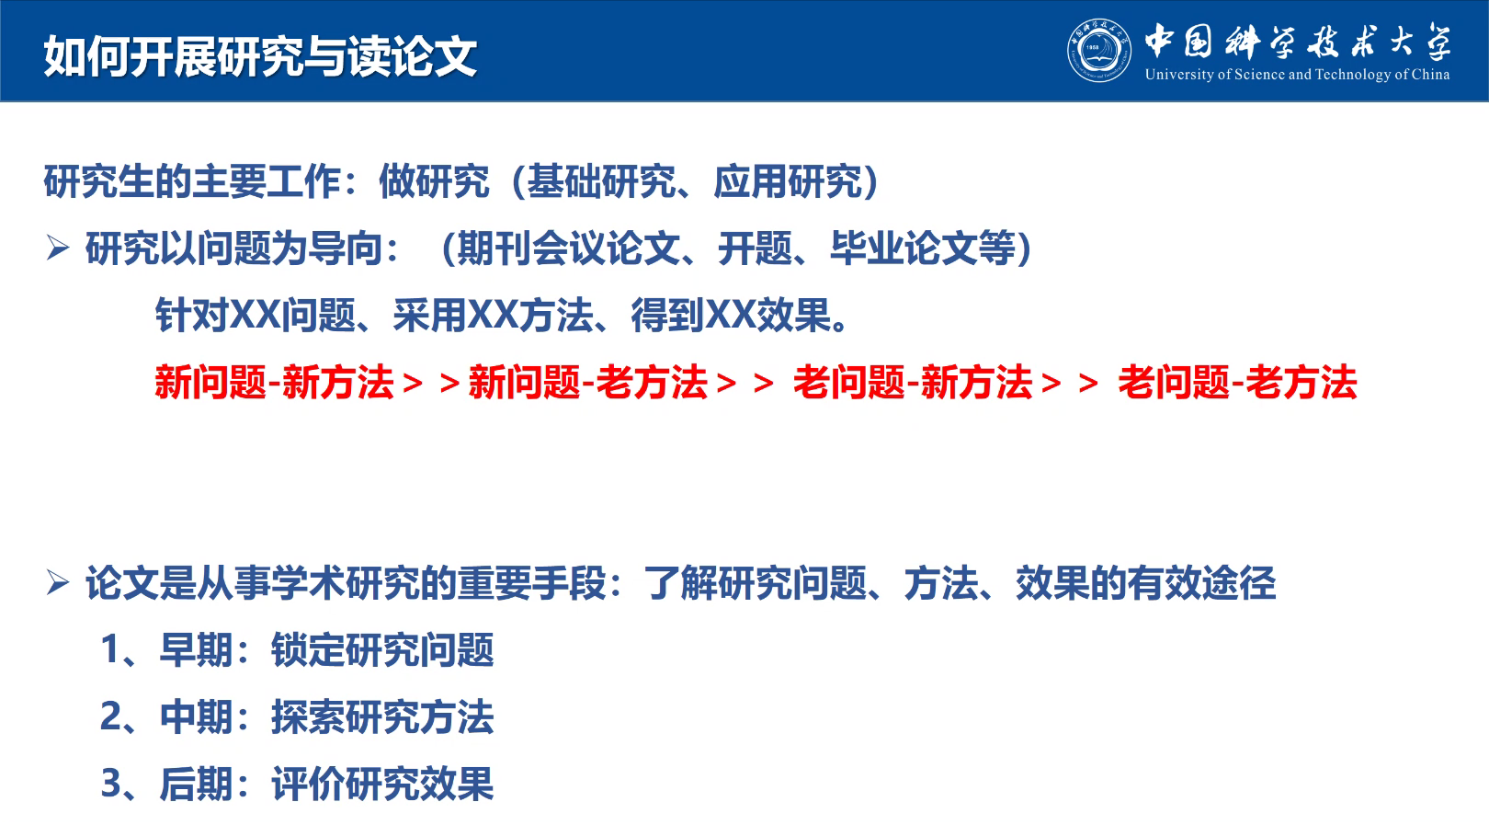 如何开展研究与读论文
中国科学技术大学
University of Science and Technology of China
1958
研究生的主要工作：做研究（基础研究、应用研究）
➢ 研究以问题为导向：（期刊会议论文、开题、毕业论文等）
针对XX问题、采用XX方法、得到XX效果。
新问题-新方法＞＞新问题-老方法＞＞ 老问题-新方法＞＞ 老问题-老方法
➢ 论文是从事学术研究的重要手段：了解研究问题、方法、效果的有效途径
1、早期：锁定研究问题
2、中期：探索研究方法
3、后期：评价研究效果